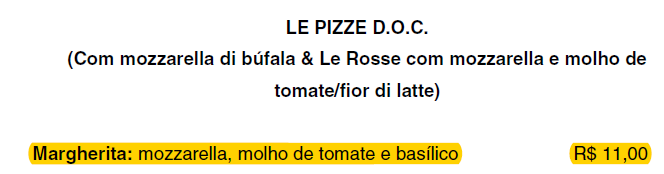 LE PIZZE D.O.C.
(Com mozzarella di búfala & Le Rosse com mozzarella e molho de
tomate/fior di latte)
Margherita: mozzarella, molho de tomate e basílico R$ 11,00